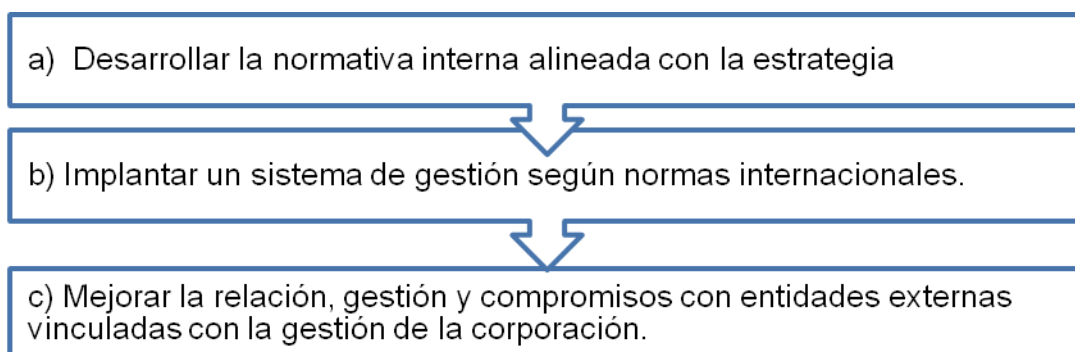 a) Desarrollar la normativa interna alineada con la estrategia
b) Implantar un sistema de gestión según normas internacionales.
c) Mejorar la relación, gestión y compromisos con entidades externas
vinculadas con la gestión de la corporación.